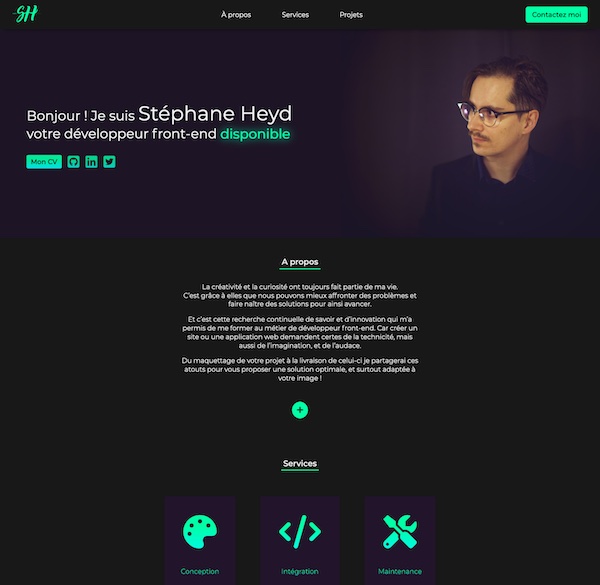 SH
À propos
Services
Projets
Contactez moi
Bonjour ! Je suis Stéphane Heyd
votre développeur front-end disponible
Mon CV
in
A propos
La créativité et la curiosité ont toujours fait partie de ma vie.
C'est grâce à elles que nous pouvons mieux affronter des problèmes et
faire naître des solutions pour ainsi avancer.
Et c'est cette recherche continuelle de savoir et d'innovation qui m'a
permis de me former au métier de développeur front-end. Car créer un
site ou une application web demandent certes de la technicité, mais
aussi de l'imagination, et de l'audace.
Du maquettage de votre projet à la livraison de celui-ci je partagerai ces
atouts pour vous proposer une solution optimale, et surtout adaptée à
votre image !
+
Services
Conception
Intégration
Maintenance